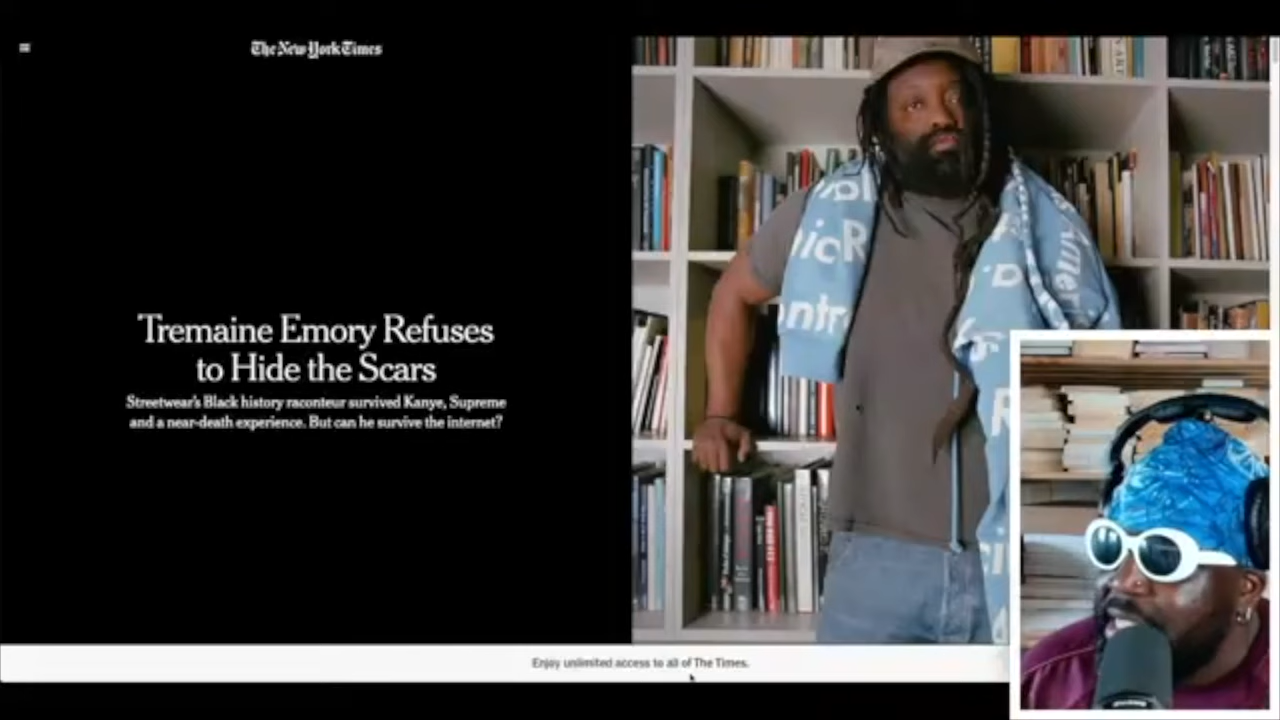 The New York Times
Tremaine Emory Refuses
to Hide the Scars
Streetwear's Black history raconteur survived Kanye, Supreme
and a near-death experience. But can he survive the internet?
Enjoy unlimited access to all of The Times.